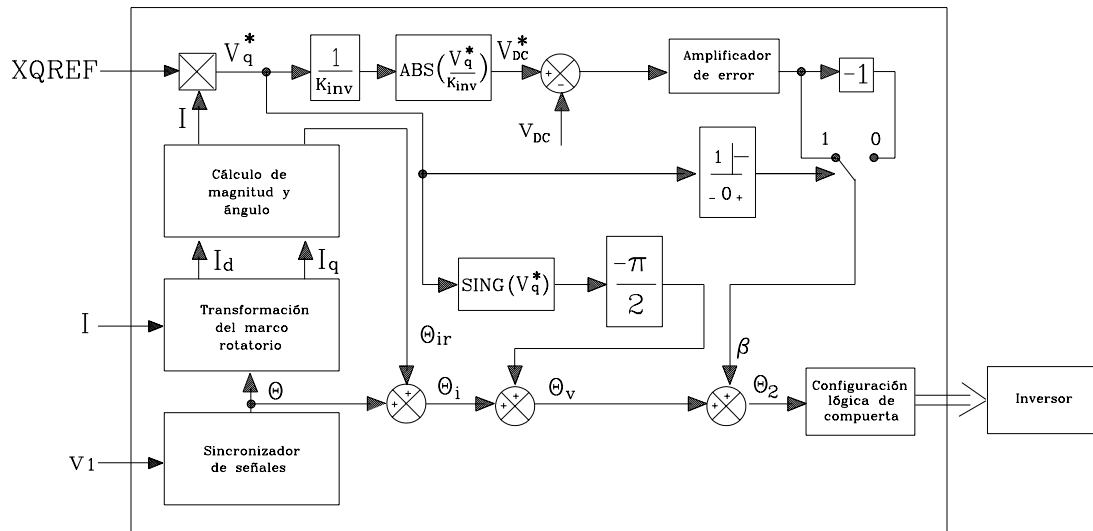 XQREF
V*q
1
Kinv
ABS(V*q/Kinv)
V*DC
+
-
VDC
Amplificador
de error
-1
1
0
I
Cálculo de
magnitud y
ángulo
1
- 0 +
Id
Iq
SING(V*q)
-π
2
I
Transformación
del marco
rotatorio
Θir
β
Θ
+
+
Θi
+
+
Θv
+
+
Θ2
Configuración
lógica de
compuerta
Inversor
V1
Sincronizador
de señales